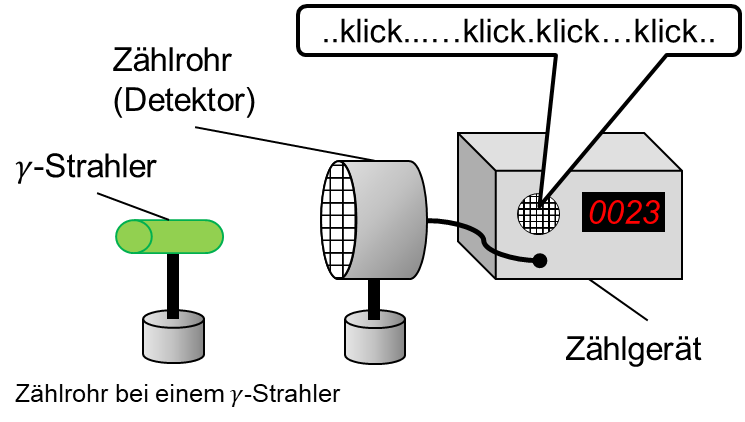 ..klick...…klick.klick…klick..
Zählrohr
(Detektor)
γ-Strahler
0023
Zählgerät
Zählrohr bei einem γ-Strahler